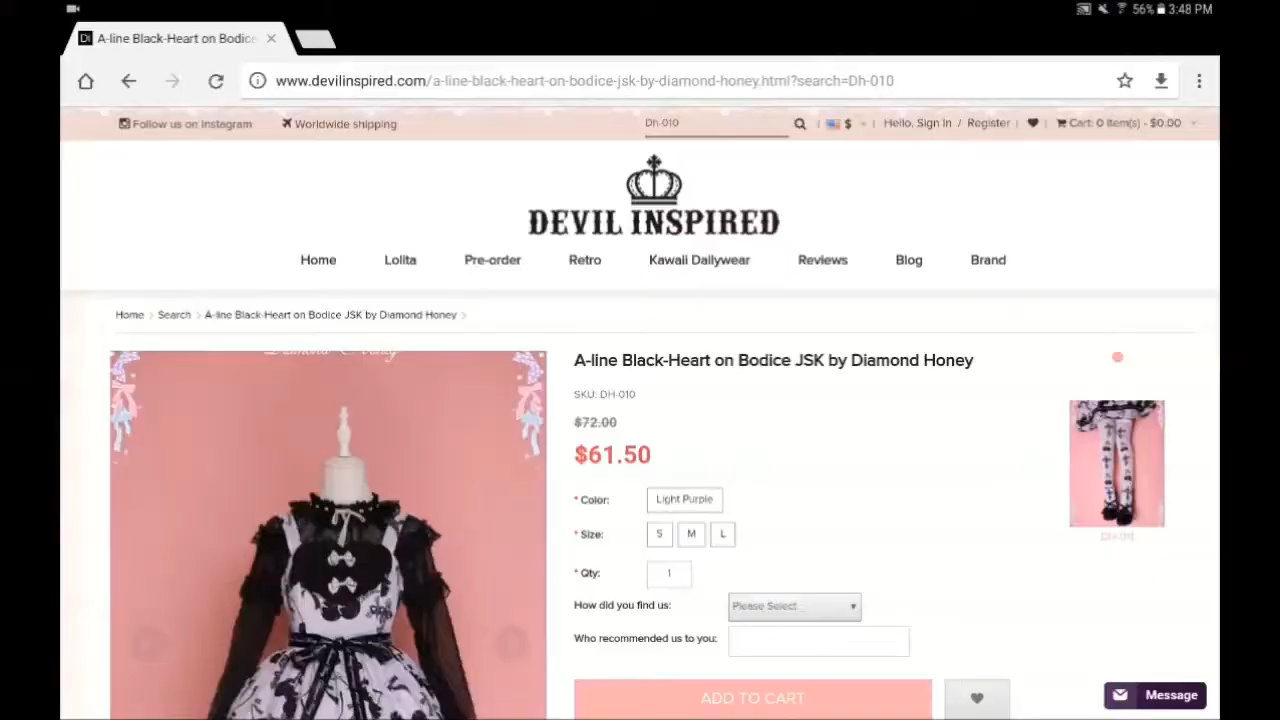 56% 3:48 PM
DI A-line Black-Heart on Bodice
www.devilinspired.com/a-line-black-heart-on-bodice-jsk-by-diamond-honey.html?search=Dh-010
Follow us on Instagram Worldwide shipping Dh-010 $ Hello, Sign In / Register Cart: 0 item(s) - $0.00
DEVIL INSPIRED
Home Lolita Pre-order Retro Kawaii Dailywear Reviews Blog Brand
Home > Search > A-line Black-Heart on Bodice JSK by Diamond Honey >
Diamond Honey
A-line Black-Heart on Bodice JSK by Diamond Honey
SKU: DH-010
$72.00
$61.50
* Color: Light Purple
* Size: S M L
* Qty: 1
How did you find us: Please Select
Who recommended us to you:
ADD TO CART
Message